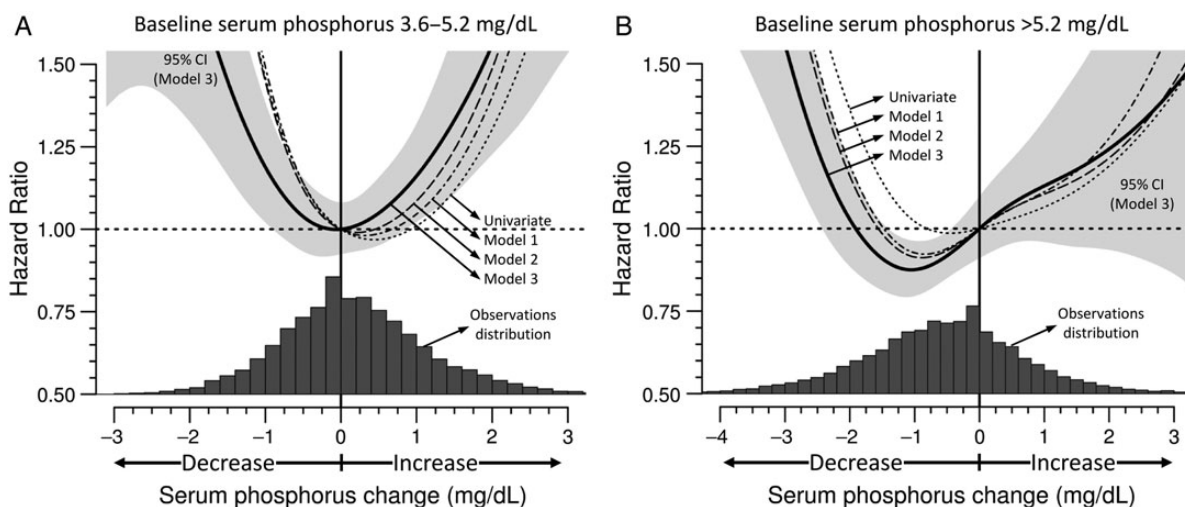 A
Baseline serum phosphorus 3.6–5.2 mg/dL
95% CI
(Model 3)
1.50
1.25
1.00
0.75
0.50
Hazard Ratio
Univariate
Model 1
Model 2
Model 3
Observations
distribution
−3 −2 −1 0 1 2 3
Decrease Increase
Serum phosphorus change (mg/dL)
B
Baseline serum phosphorus >5.2 mg/dL
1.50
1.25
1.00
0.75
0.50
Hazard Ratio
Univariate
Model 1
Model 2
Model 3
95% CI
(Model 3)
Observations
distribution
−4 −3 −2 −1 0 1 2 3
Decrease Increase
Serum phosphorus change (mg/dL)